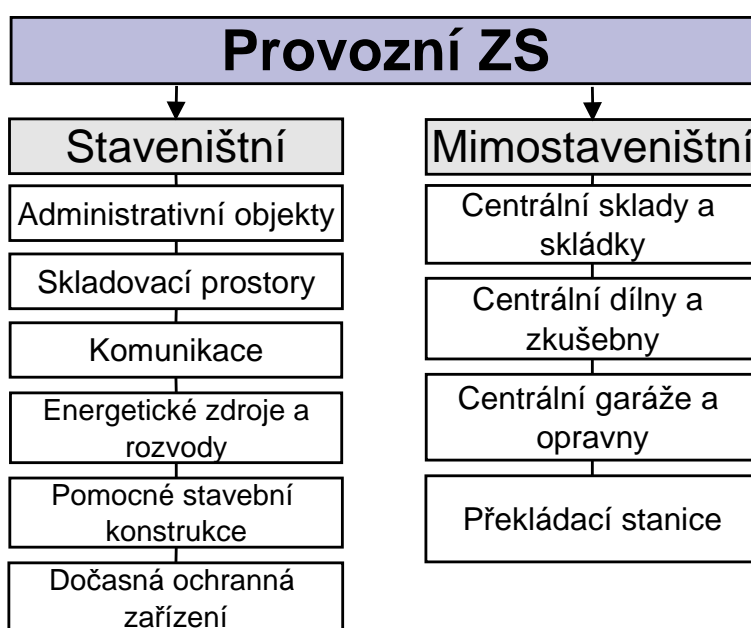 Provozní ZS
Staveništní
Administrativní objekty
Skladovací prostory
Komunikace
Energetické zdroje a
rozvody
Pomocné stavební
konstrukce
Dočasná ochranná
zařízení
Mimostaveništní
Centrální sklady a
skládky
Centrální dílny a
zkušebny
Centrální garáže a
opravny
Překládací stanice